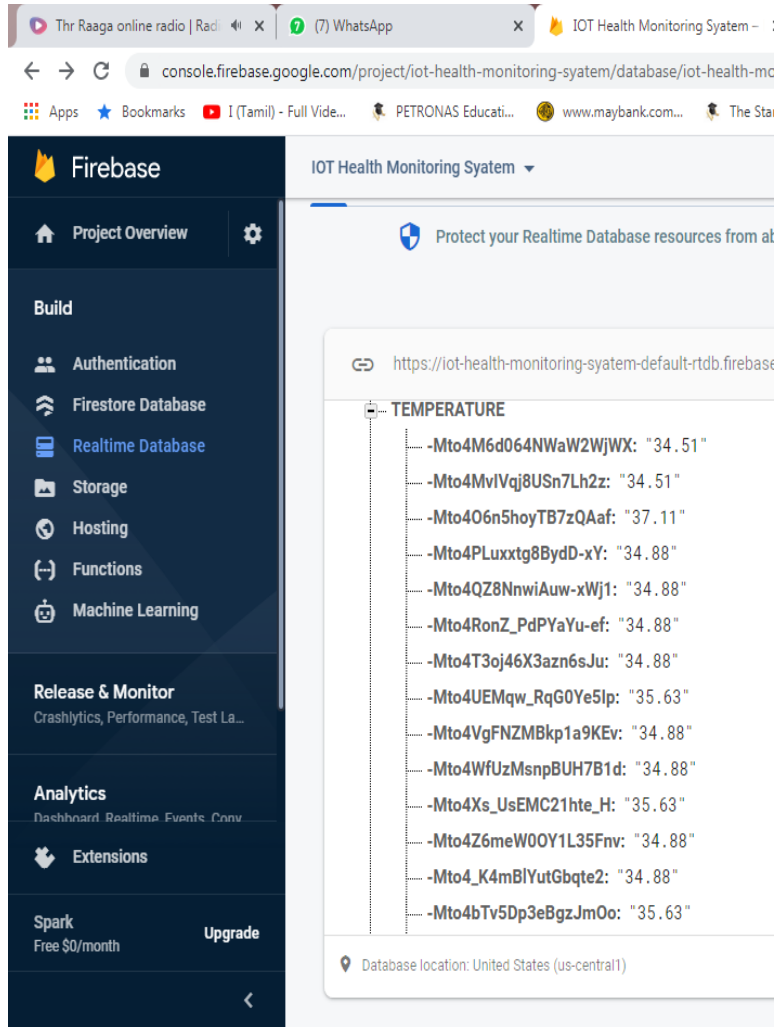 Thr Raaga online radio | Radi
(7) WhatsApp
IOT Health Monitoring Syatem –
console.firebase.google.com/project/iot-health-monitoring-syatem/database/iot-health-mo
Apps Bookmarks I (Tamil) - Full Vide... PETRONAS Educati... www.maybank.com... The Star
Firebase
IOT Health Monitoring Syatem
Project Overview
Protect your Realtime Database resources from ab
Build
Authentication
Firestore Database
Realtime Database
Storage
Hosting
Functions
Machine Learning
Release & Monitor
Crashlytics, Performance, Test La...
Analytics
Dashboard, Realtime, Events, Conv
Extensions
Spark
Free $0/month
Upgrade
https://iot-health-monitoring-syatem-default-rtdb.firebase
TEMPERATURE
-Mto4M6d064NWaW2WjWX: "34.51"
-Mto4MvIVqj8USn7Lh2z: "34.51"
-Mto4O6n5hoyTB7zQAaf: "37.11"
-Mto4PLuxxtg8BydD-xY: "34.88"
-Mto4QZ8NnwiAuw-xWj1: "34.88"
-Mto4RonZ_PdPYaYu-ef: "34.88"
-Mto4T3oj46X3azn6sJu: "34.88"
-Mto4UEMqw_RqG0Ye5Ip: "35.63"
-Mto4VgFNZMBkp1a9KEv: "34.88"
-Mto4WfUzMsnpBUH7B1d: "34.88"
-Mto4Xs_UsEMC21hte_H: "35.63"
-Mto4Z6meW0OY1L35Fnv: "34.88"
-Mto4_K4mBlYutGbqte2: "34.88"
-Mto4bTv5Dp3eBgzJmOo: "35.63"
Database location: United States (us-central1)